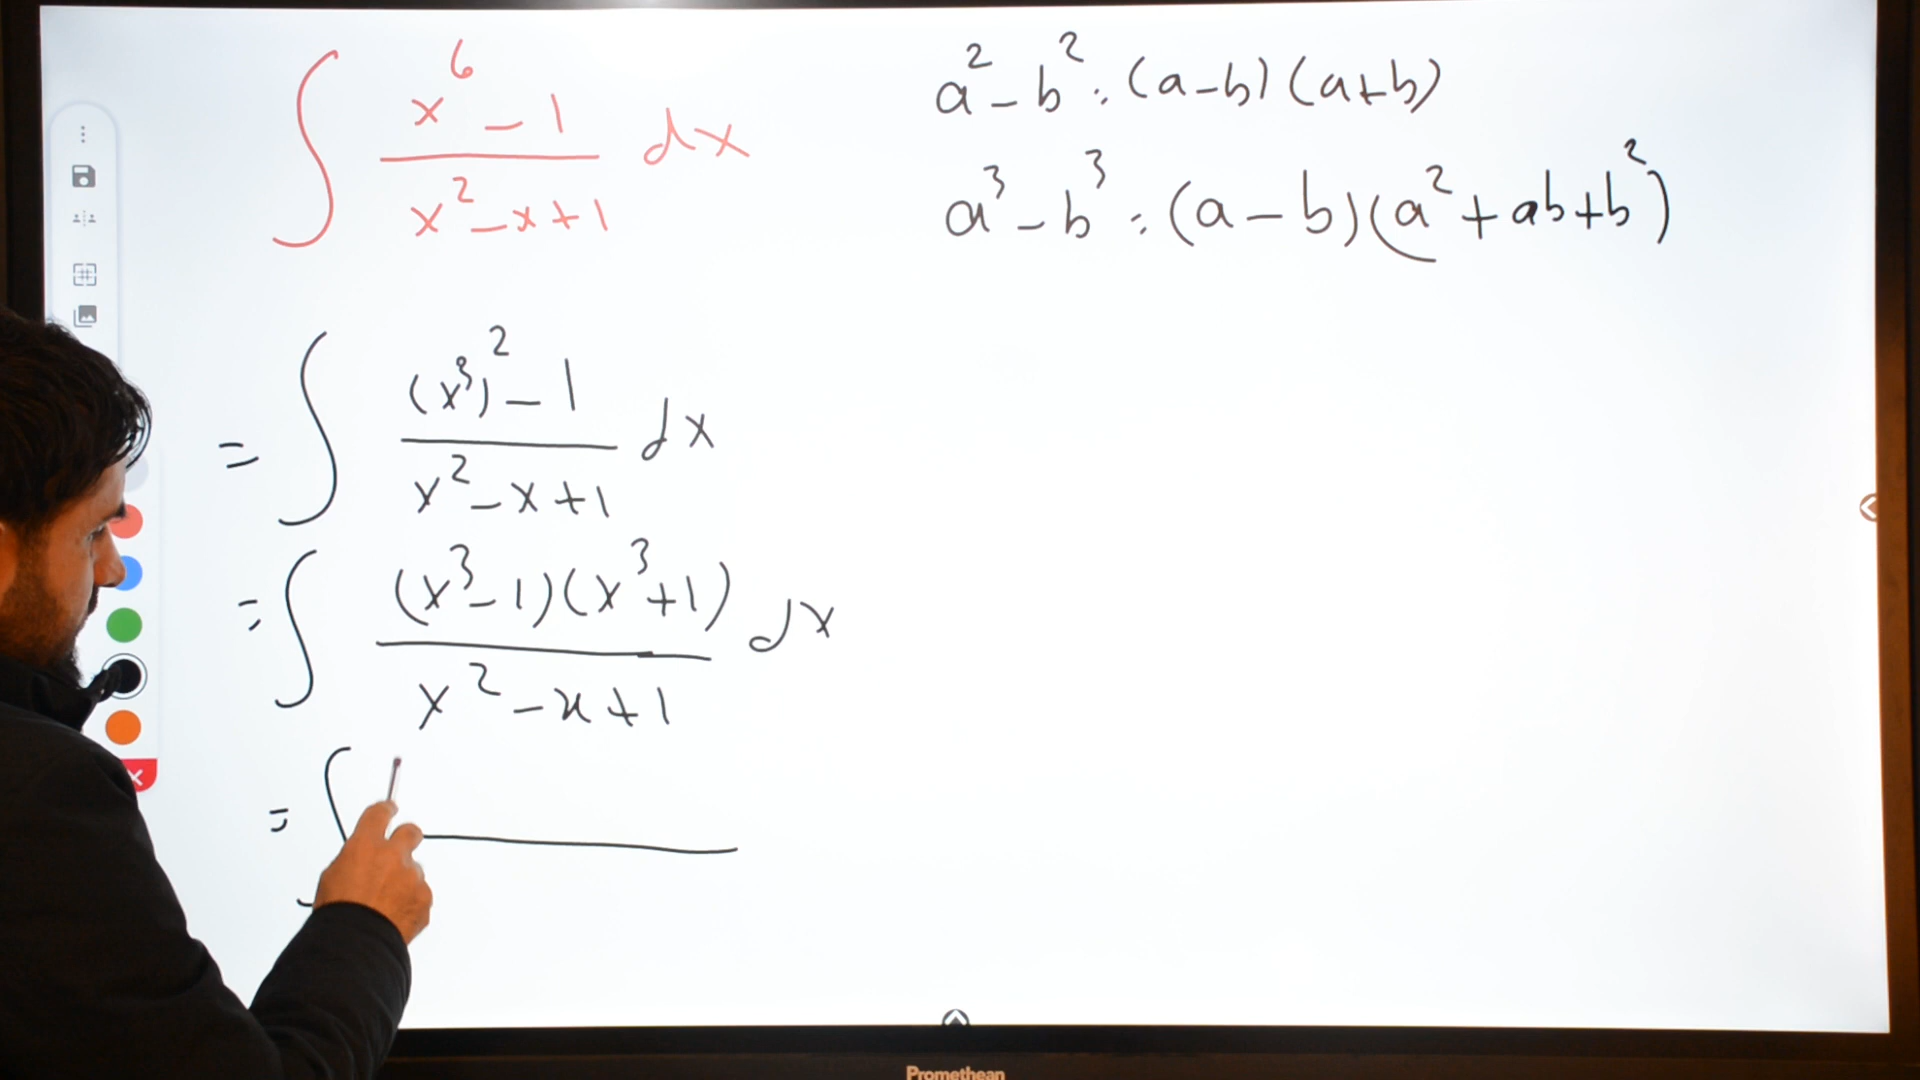 ∫ x⁶ − 1 / x² − x + 1 dx
a² − b² = (a − b)(a + b)
a³ − b³ = (a − b)(a² + ab + b²)
= ∫ (x³)² − 1 / x² − x + 1 dx
= ∫ (x³ − 1)(x³ + 1) / x² − x + 1 dx
= ∫
Promethean